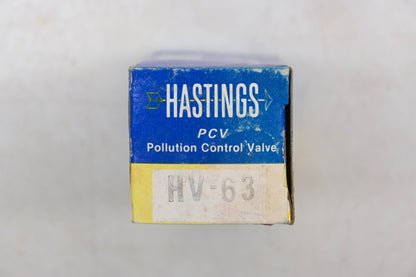 HASTINGS
PCV
Pollution Control Valve
HV-63